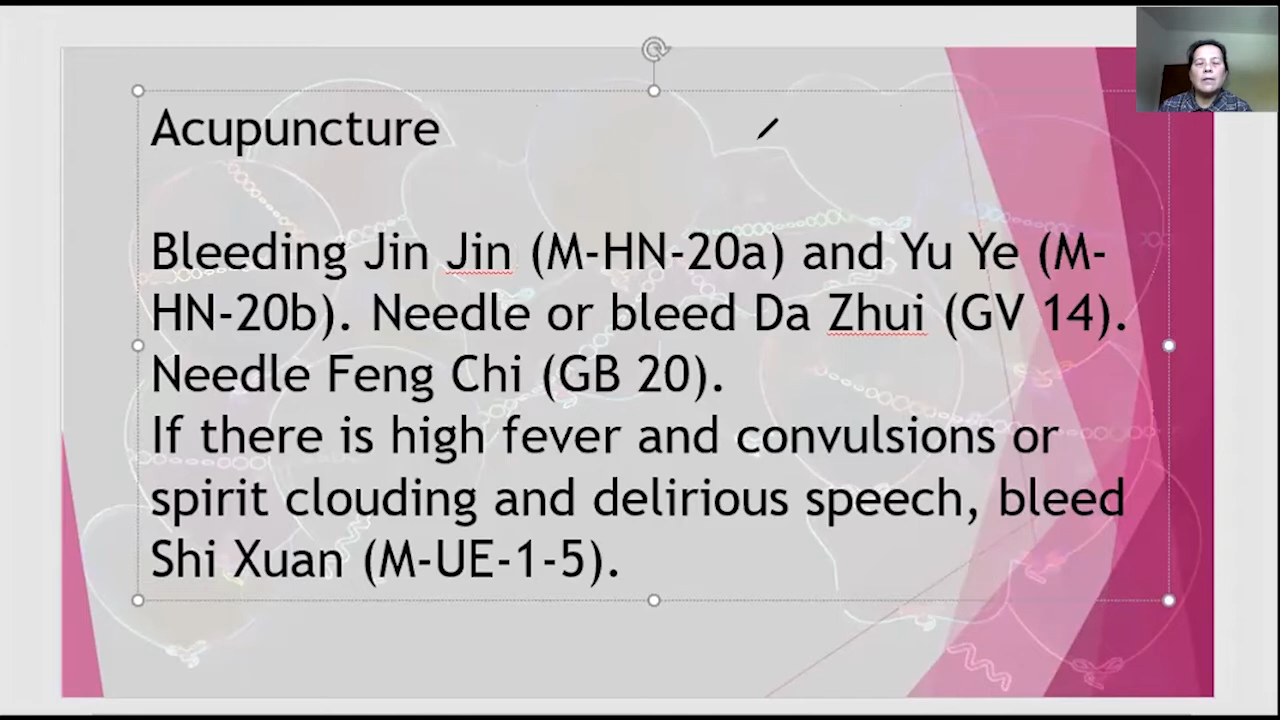 Acupuncture
Bleeding Jin Jin (M-HN-20a) and Yu Ye (M-
HN-20b). Needle or bleed Da Zhui (GV 14).
Needle Feng Chi (GB 20).
If there is high fever and convulsions or
spirit clouding and delirious speech, bleed
Shi Xuan (M-UE-1-5).